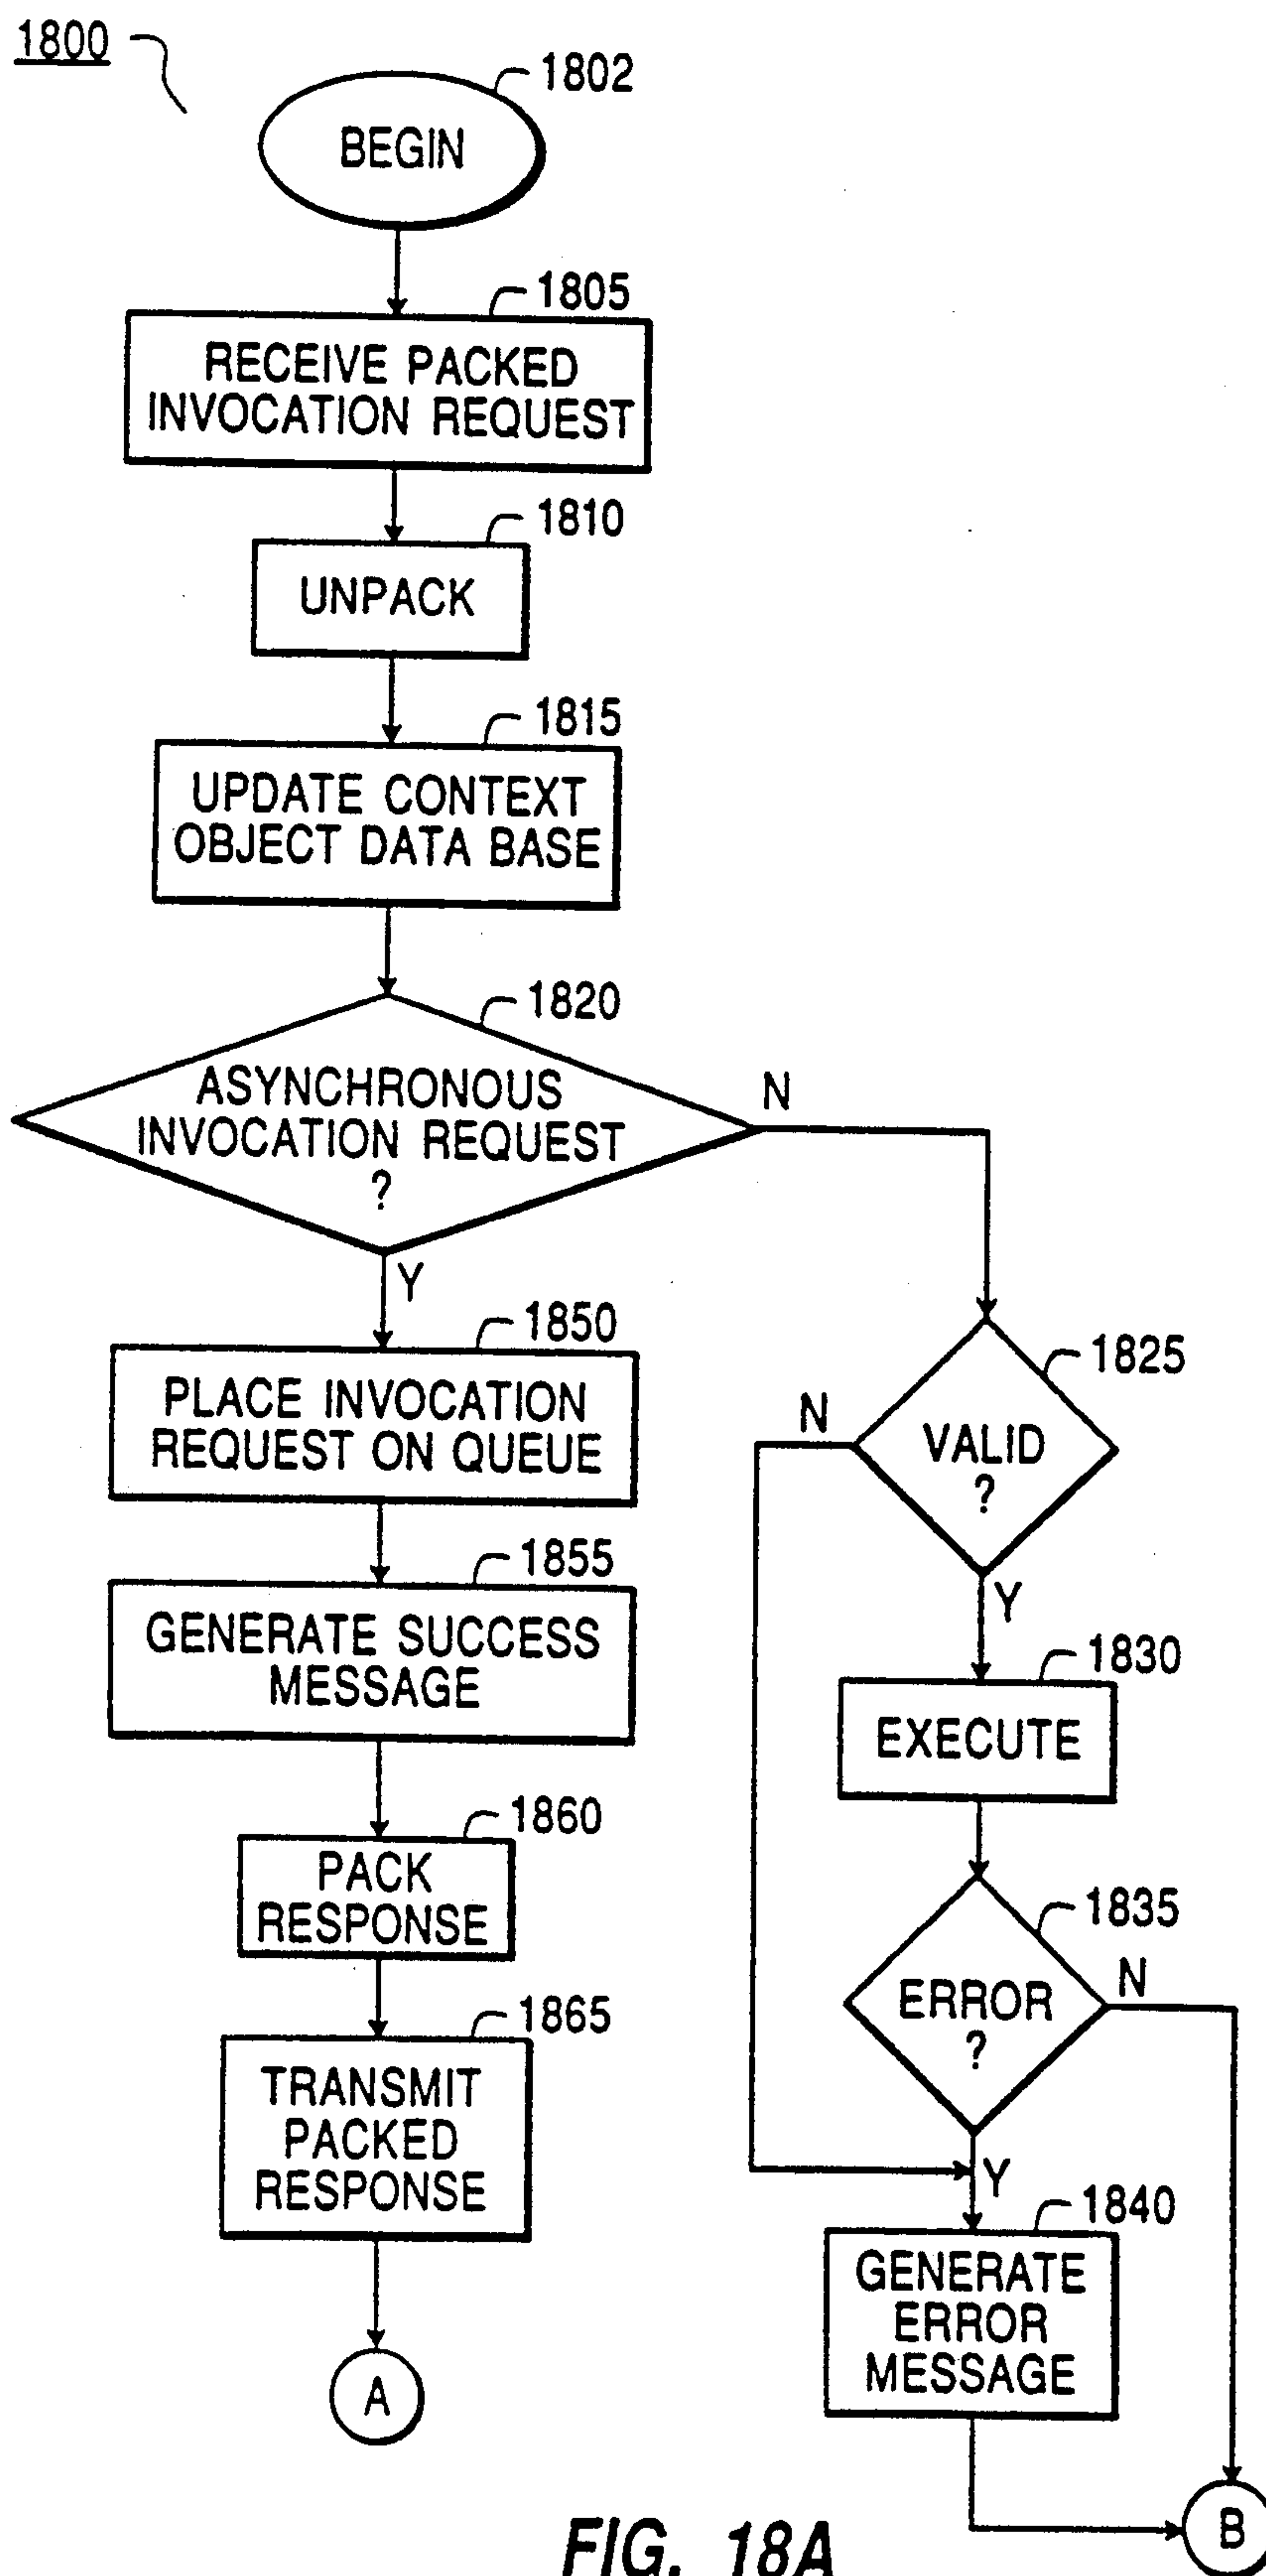 1800
1802
BEGIN
1805
RECEIVE PACKED
INVOCATION REQUEST
1810
UNPACK
1815
UPDATE CONTEXT
OBJECT DATA BASE
1820
ASYNCHRONOUS
INVOCATION REQUEST
?
N
Y
1850
PLACE INVOCATION
REQUEST ON QUEUE
1855
GENERATE SUCCESS
MESSAGE
1860
PACK
RESPONSE
1865
TRANSMIT
PACKED
RESPONSE
A
1825
VALID
?
N
Y
1830
EXECUTE
1835
ERROR
?
N
Y
1840
GENERATE
ERROR
MESSAGE
B
FIG. 18A